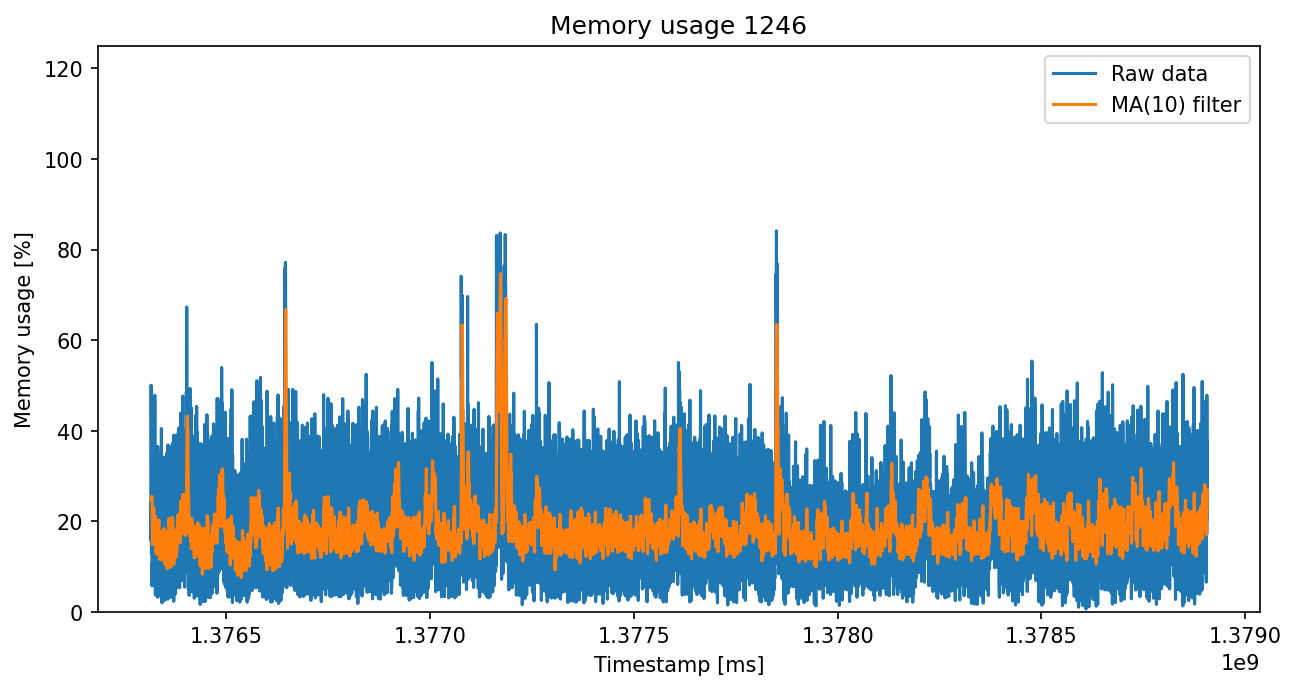 Memory usage 1246
Raw data
MA(10) filter
Memory usage [%]
120
100
80
60
40
20
0
1.3765 1.3770 1.3775 1.3780 1.3785 1.3790
1e9
Timestamp [ms]